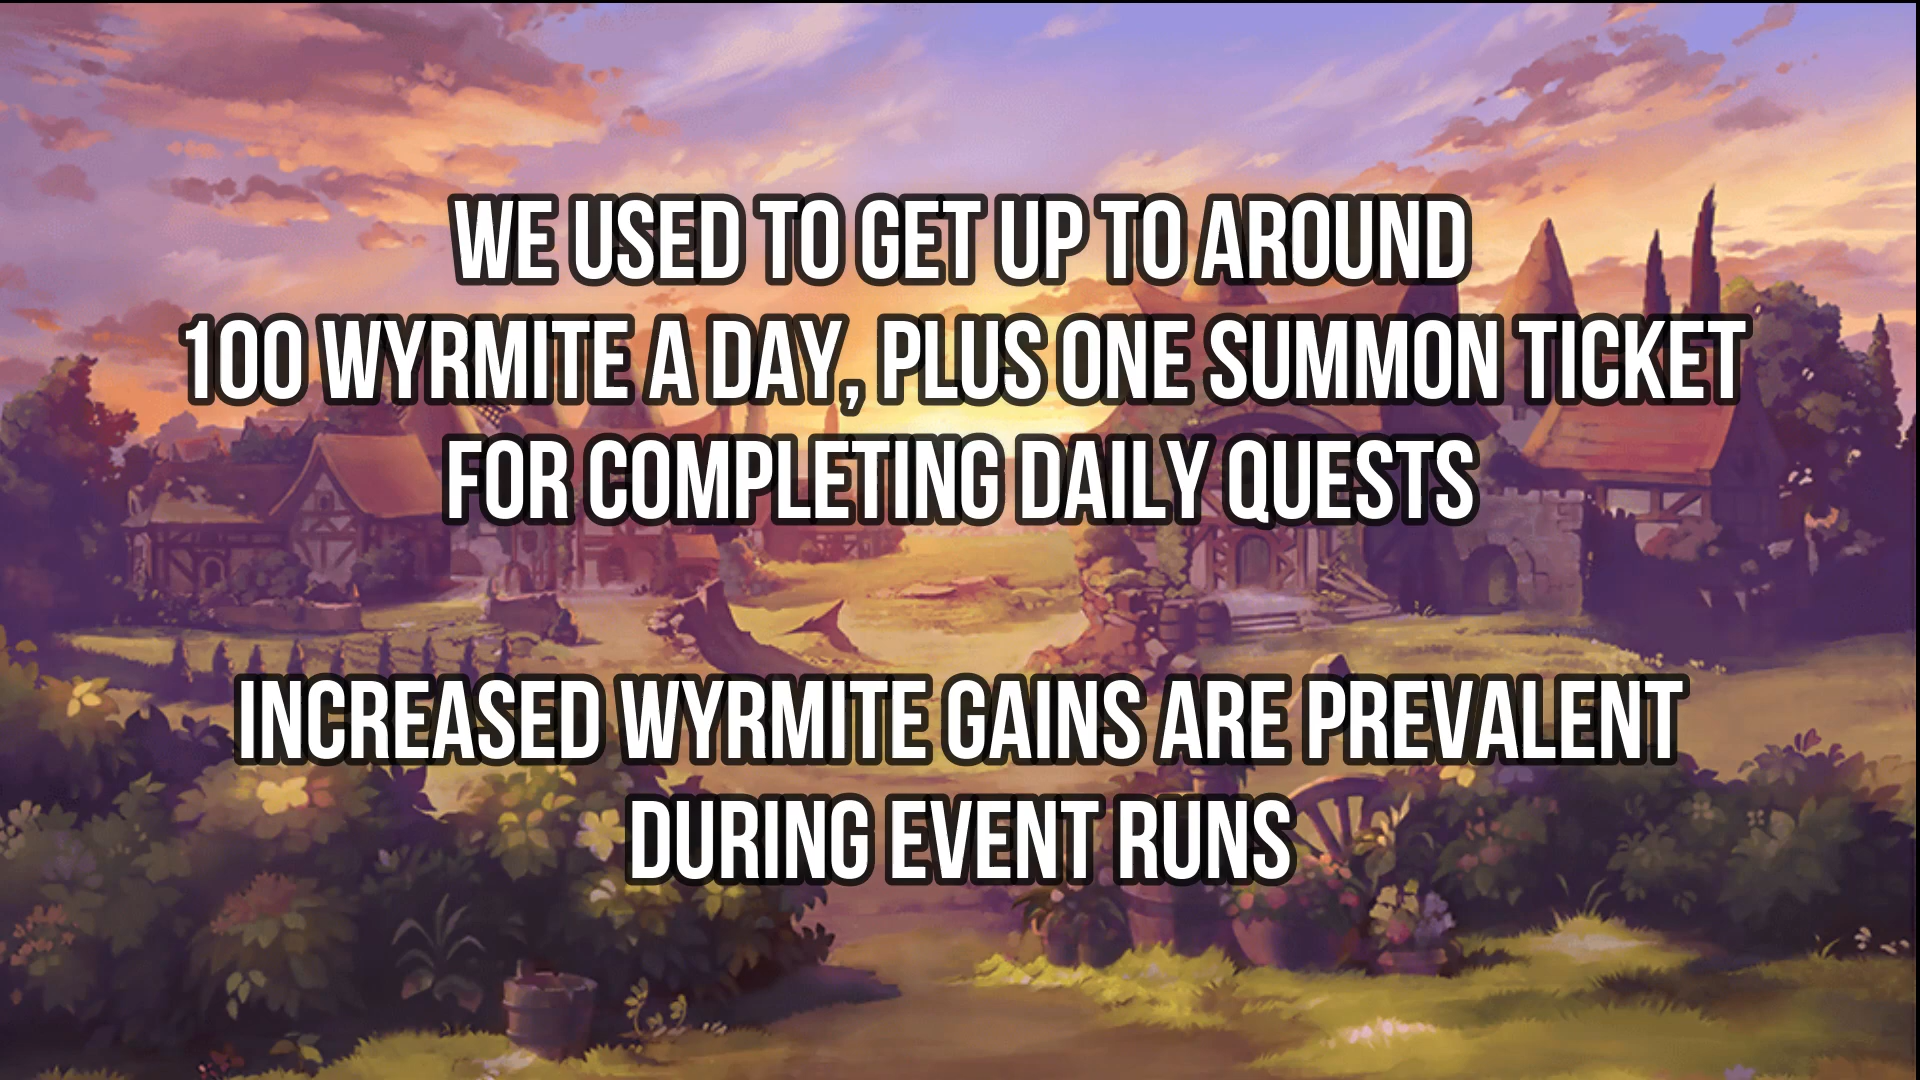 WE USED TO GET UP TO AROUND
100 WYRMITE A DAY, PLUS ONE SUMMON TICKET
FOR COMPLETING DAILY QUESTS
INCREASED WYRMITE GAINS ARE PREVALENT
DURING EVENT RUNS